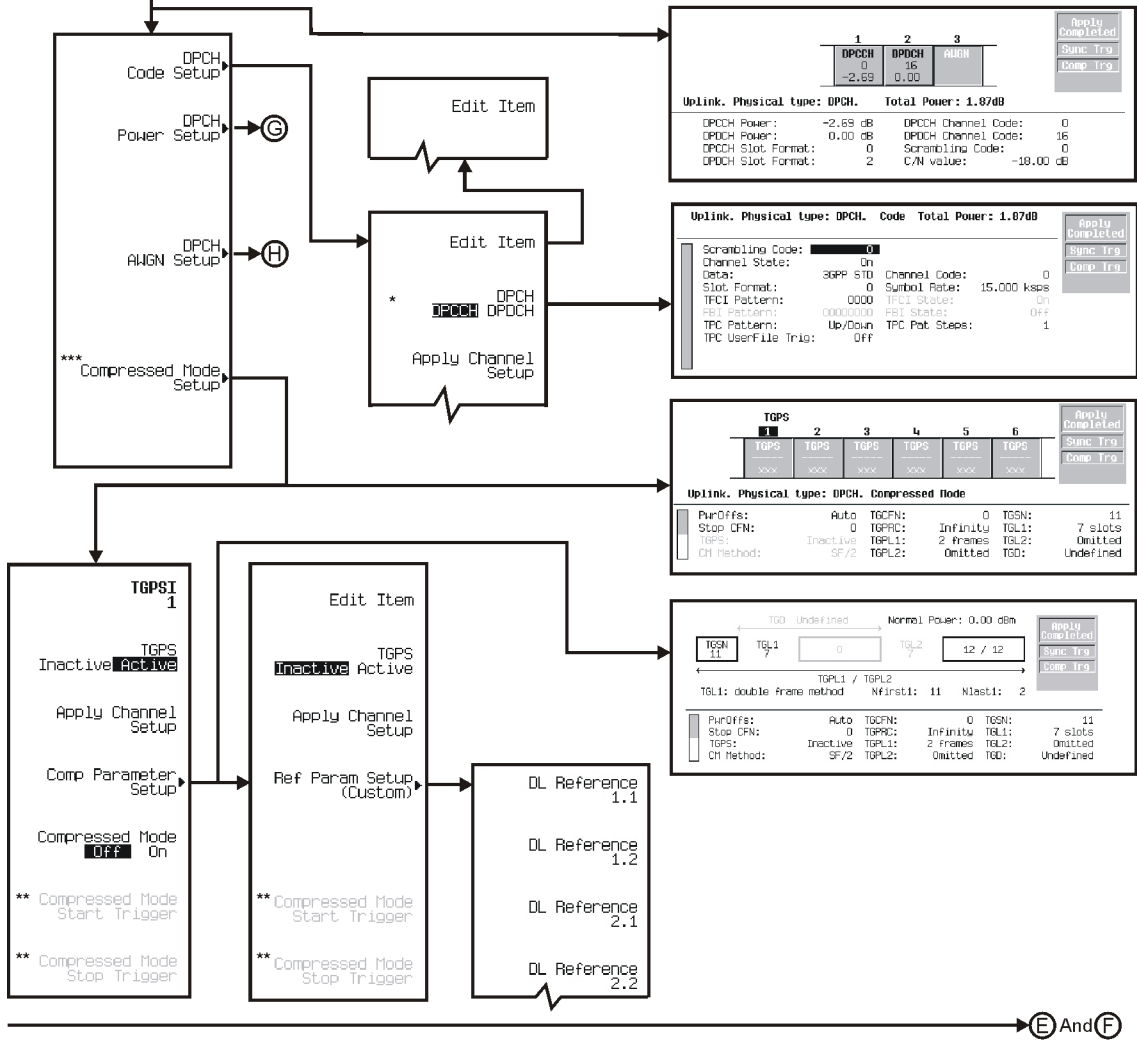 DPCH
Code Setup
DPCH
Power Setup
G
DPCH
AWGN Setup
H
***
Compressed Mode
Setup
Edit Item
Edit Item
*
DPCH
DPCCH DPDCH
Apply Channel
Setup
1 2 3
DPCCH DPDCH AWGN
0 16
-2.69 0.00
Apply
Completed
Sync Trg
Comp Trg
Uplink. Physical type: DPCH. Total Power: 1.87dB
DPCCH Power: -2.69 dB DPCCH Channel Code: 0
DPDCH Power: 0.00 dB DPDCH Channel Code: 16
DPCCH Slot Format: 0 Scrambling Code: 0
DPDCH Slot Format: 2 C/N value: -18.00 dB
Uplink. Physical type: DPCH. Code Total Power: 1.87dB
Apply
Completed
Sync Trg
Comp Trg
Scrambling Code: 0
Channel State: On
Data: 3GPP STD Channel Code: 0
Slot Format: 0 Symbol Rate: 15.000 ksps
TFCI Pattern: 0000 TFCI State: On
FBI Pattern: 00000000 FBI State: Off
TPC Pattern: Up/Down TPC Pat Steps: 1
TPC UserFile Trig: Off
TGPS
1 2 3 4 5 6
TGPS TGPS TGPS TGPS TGPS TGPS
----- ----- ----- ----- ----- -----
xxx xxx xxx xxx xxx xxx
Apply
Completed
Sync Trg
Comp Trg
Uplink. Physical type: DPCH. Compressed Mode
PwrOffs: Auto TGCFN: 0 TGSN: 11
Stop CFN: 0 TGPRC: Infinity TGL1: 7 slots
TGPS: Inactive TGPL1: 2 frames TGL2: Omitted
CM Method: SF/2 TGPL2: Omitted TGD: Undefined
TGD Undefined Normal Power: 0.00 dBm
Apply
Completed
Sync Trg
Comp Trg
TGSN
11
TGL1
7
0
TGL2
7
12 / 12
TGPL1 / TGPL2
TGL1: double frame method Nfirst1: 11 Nlast1: 2
PwrOffs: Auto TGCFN: 0 TGSN: 11
Stop CFN: 0 TGPRC: Infinity TGL1: 7 slots
TGPS: Inactive TGPL1: 2 frames TGL2: Omitted
CM Method: SF/2 TGPL2: Omitted TGD: Undefined
TGPSI
1
TGPS
Inactive Active
Apply Channel
Setup
Comp Parameter
Setup
Compressed Mode
Off On
** Compressed Mode
Start Trigger
** Compressed Mode
Stop Trigger
Edit Item
TGPS
Inactive Active
Apply Channel
Setup
Ref Param Setup
(Custom)
** Compressed Mode
Start Trigger
** Compressed Mode
Stop Trigger
DL Reference
1.1
DL Reference
1.2
DL Reference
2.1
DL Reference
2.2
E And F